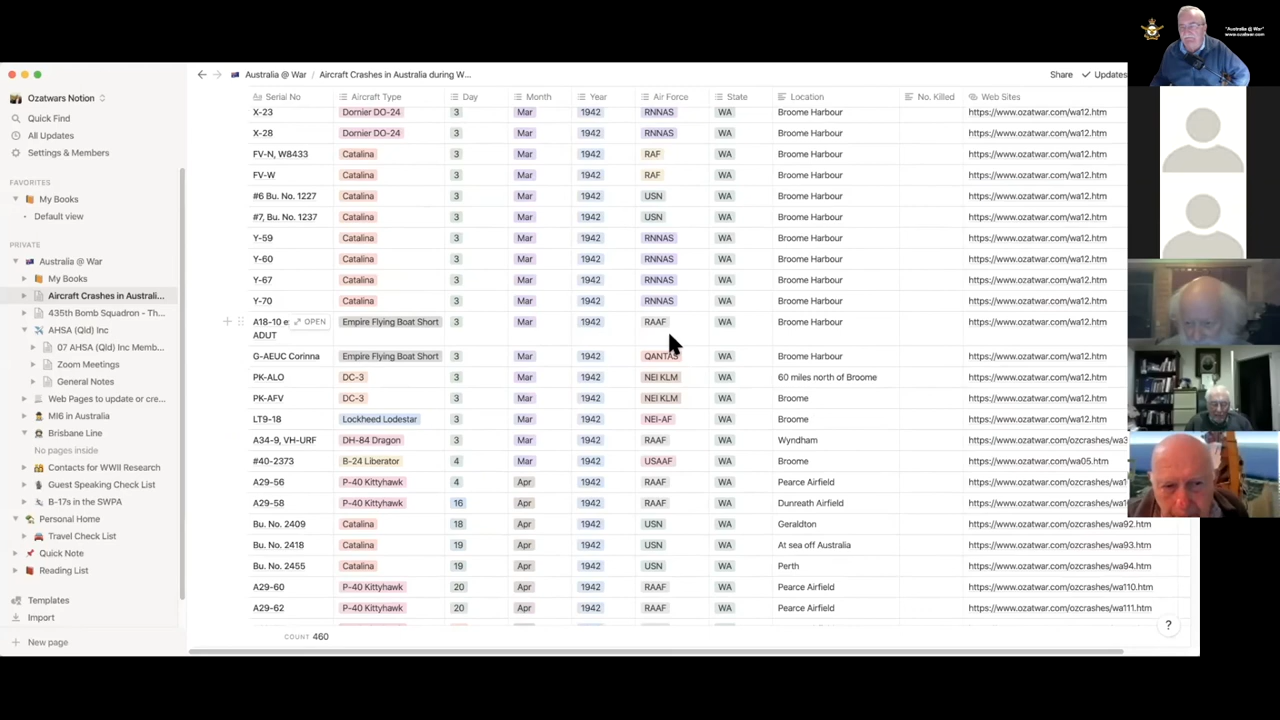 "Australia @ War"
www.ozatwar.com
Ozatwars Notion
Quick Find
All Updates
Settings & Members
FAVORITES
My Books
Default view
PRIVATE
Australia @ War
My Books
Aircraft Crashes in Australi...
435th Bomb Squadron - Th...
AHSA (Qld) Inc
07 AHSA (Qld) Inc Memb...
Zoom Meetings
General Notes
Web Pages to update or cre...
MI6 in Australia
Brisbane Line
No pages inside
Contacts for WWII Research
Guest Speaking Check List
B-17s in the SWPA
Personal Home
Travel Check List
Quick Note
Reading List
Templates
Import
New page
Australia @ War / Aircraft Crashes in Australia during W... Share Updates
Serial No Aircraft Type Day Month Year Air Force State Location No. Killed Web Sites
X-23 Dornier DO-24 3 Mar 1942 RNNAS WA Broome Harbour https://www.ozatwar.com/wa12.htm
X-28 Dornier DO-24 3 Mar 1942 RNNAS WA Broome Harbour https://www.ozatwar.com/wa12.htm
FV-N, W8433 Catalina 3 Mar 1942 RAF WA Broome Harbour https://www.ozatwar.com/wa12.htm
FV-W Catalina 3 Mar 1942 RAF WA Broome Harbour https://www.ozatwar.com/wa12.htm
#6 Bu. No. 1227 Catalina 3 Mar 1942 USN WA Broome Harbour https://www.ozatwar.com/wa12.htm
#7, Bu. No. 1237 Catalina 3 Mar 1942 USN WA Broome Harbour https://www.ozatwar.com/wa12.htm
Y-59 Catalina 3 Mar 1942 RNNAS WA Broome Harbour https://www.ozatwar.com/wa12.htm
Y-60 Catalina 3 Mar 1942 RNNAS WA Broome Harbour https://www.ozatwar.com/wa12.htm
Y-67 Catalina 3 Mar 1942 RNNAS WA Broome Harbour https://www.ozatwar.com/wa12.htm
Y-70 Catalina 3 Mar 1942 RNNAS WA Broome Harbour https://www.ozatwar.com/wa12.htm
A18-10 e OPEN Empire Flying Boat Short 3 Mar 1942 RAAF WA Broome Harbour https://www.ozatwar.com/wa12.htm
ADUT
G-AEUC Corinna Empire Flying Boat Short 3 Mar 1942 QANTAS WA Broome Harbour https://www.ozatwar.com/wa12.htm
PK-ALO DC-3 3 Mar 1942 NEI KLM WA 60 miles north of Broome https://www.ozatwar.com/wa12.htm
PK-AFV DC-3 3 Mar 1942 NEI KLM WA Broome https://www.ozatwar.com/wa12.htm
LT9-18 Lockheed Lodestar 3 Mar 1942 NEI-AF WA Broome https://www.ozatwar.com/wa12.htm
A34-9, VH-URF DH-84 Dragon 3 Mar 1942 RAAF WA Wyndham https://www.ozatwar.com/ozcrashes/wa3
#40-2373 B-24 Liberator 4 Mar 1942 USAAF WA Broome https://www.ozatwar.com/wa05.htm
A29-56 P-40 Kittyhawk 4 Apr 1942 RAAF WA Pearce Airfield https://www.ozatwar.com/ozcrashes/wa
A29-58 P-40 Kittyhawk 16 Apr 1942 RAAF WA Dunreath Airfield https://www.ozatwar.com/ozcrashes/wa
Bu. No. 2409 Catalina 18 Apr 1942 USN WA Geraldton https://www.ozatwar.com/ozcrashes/wa92.htm
Bu. No. 2418 Catalina 19 Apr 1942 USN WA At sea off Australia https://www.ozatwar.com/ozcrashes/wa93.htm
Bu. No. 2455 Catalina 19 Apr 1942 USN WA Perth https://www.ozatwar.com/ozcrashes/wa94.htm
A29-60 P-40 Kittyhawk 20 Apr 1942 RAAF WA Pearce Airfield https://www.ozatwar.com/ozcrashes/wa110.htm
A29-62 P-40 Kittyhawk 20 Apr 1942 RAAF WA Pearce Airfield https://www.ozatwar.com/ozcrashes/wa111.htm
COUNT 460
?